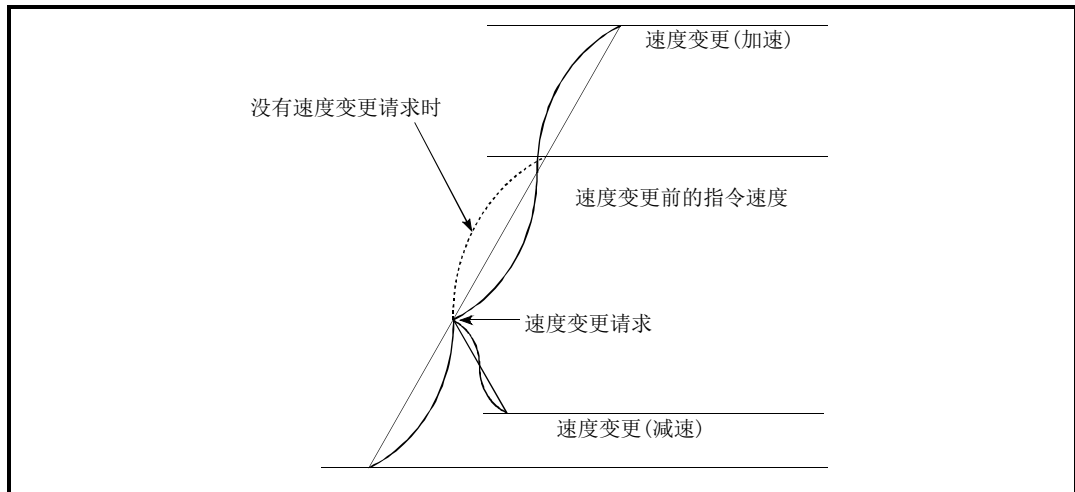 速度变更(加速)
没有速度变更请求时
速度变更前的指令速度
速度变更请求
速度变更(减速)